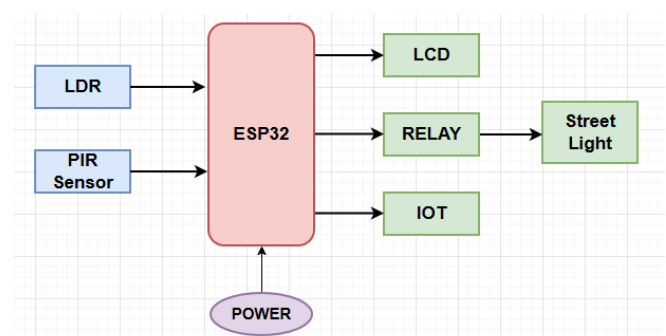 LDR
PIR
Sensor
ESP32
LCD
RELAY
IOT
Street
Light
POWER